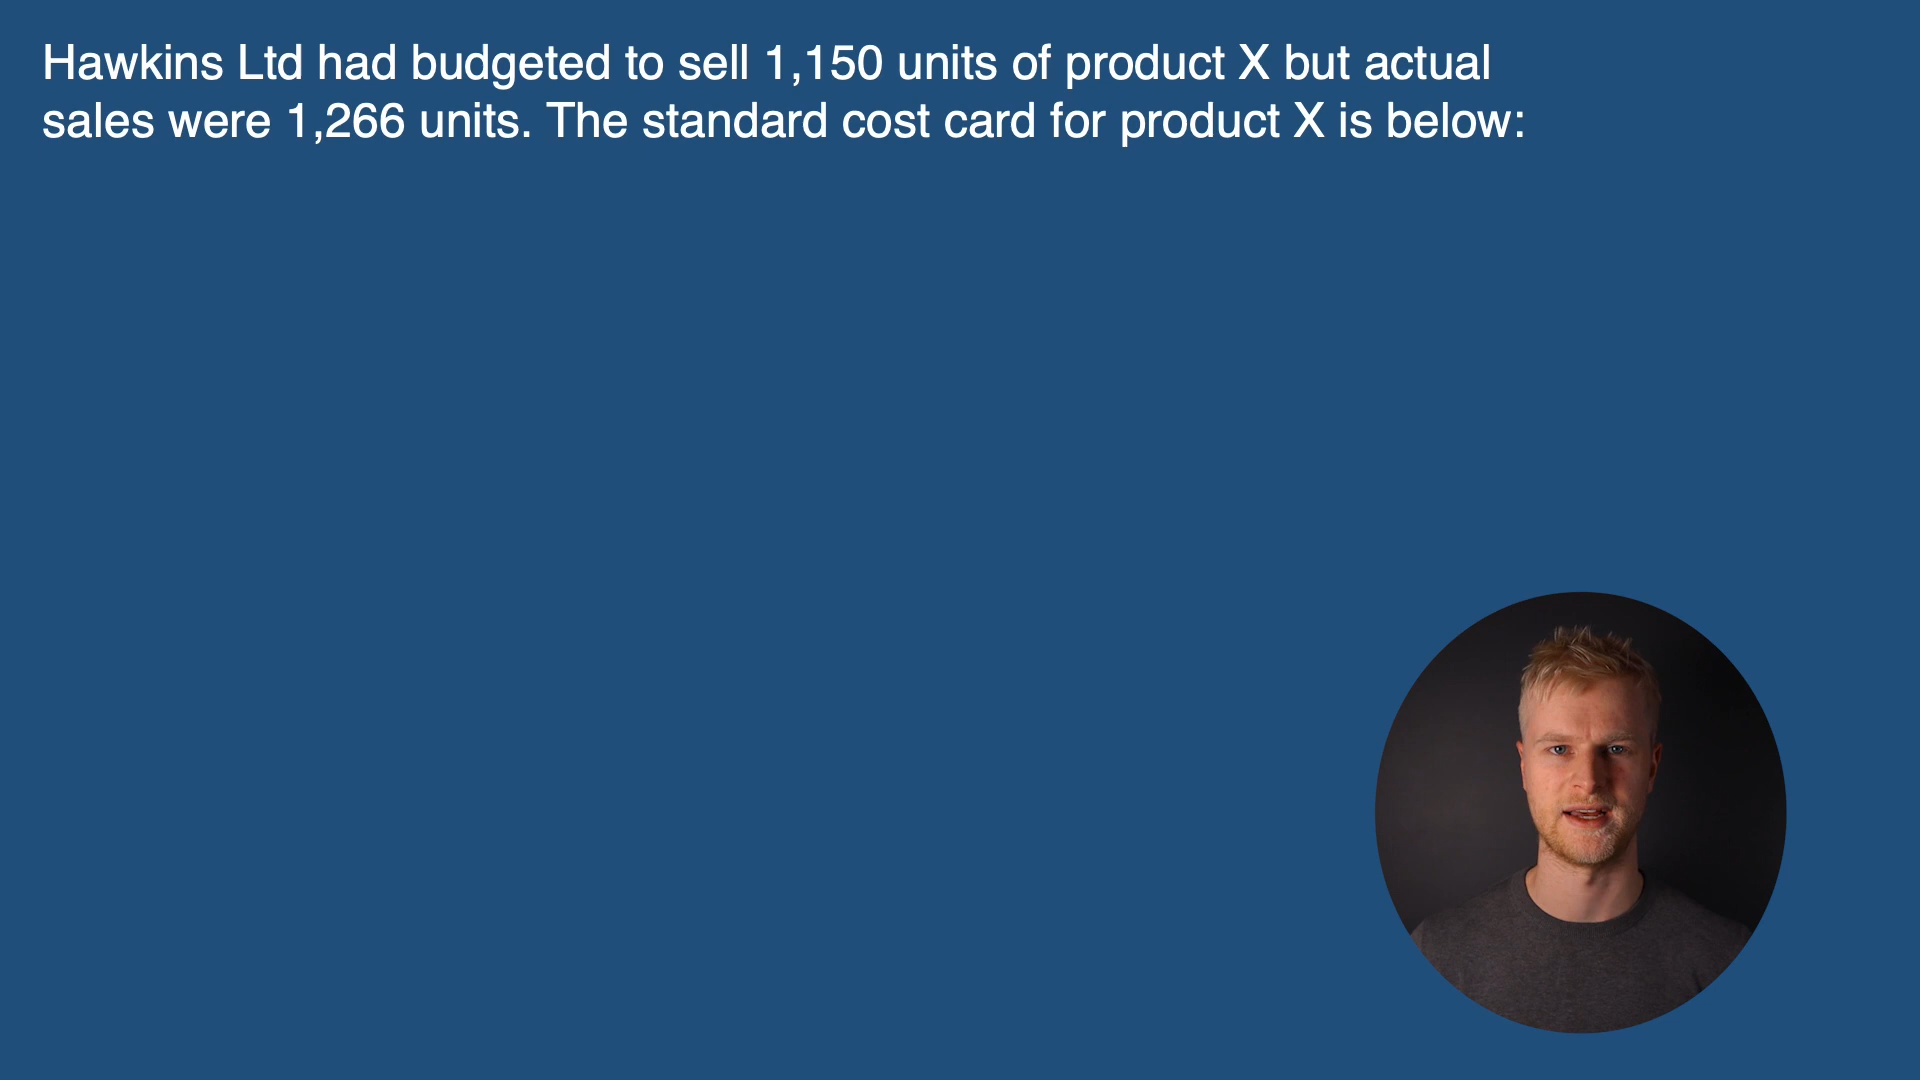 Hawkins Ltd had budgeted to sell 1,150 units of product X but actual
sales were 1,266 units. The standard cost card for product X is below: